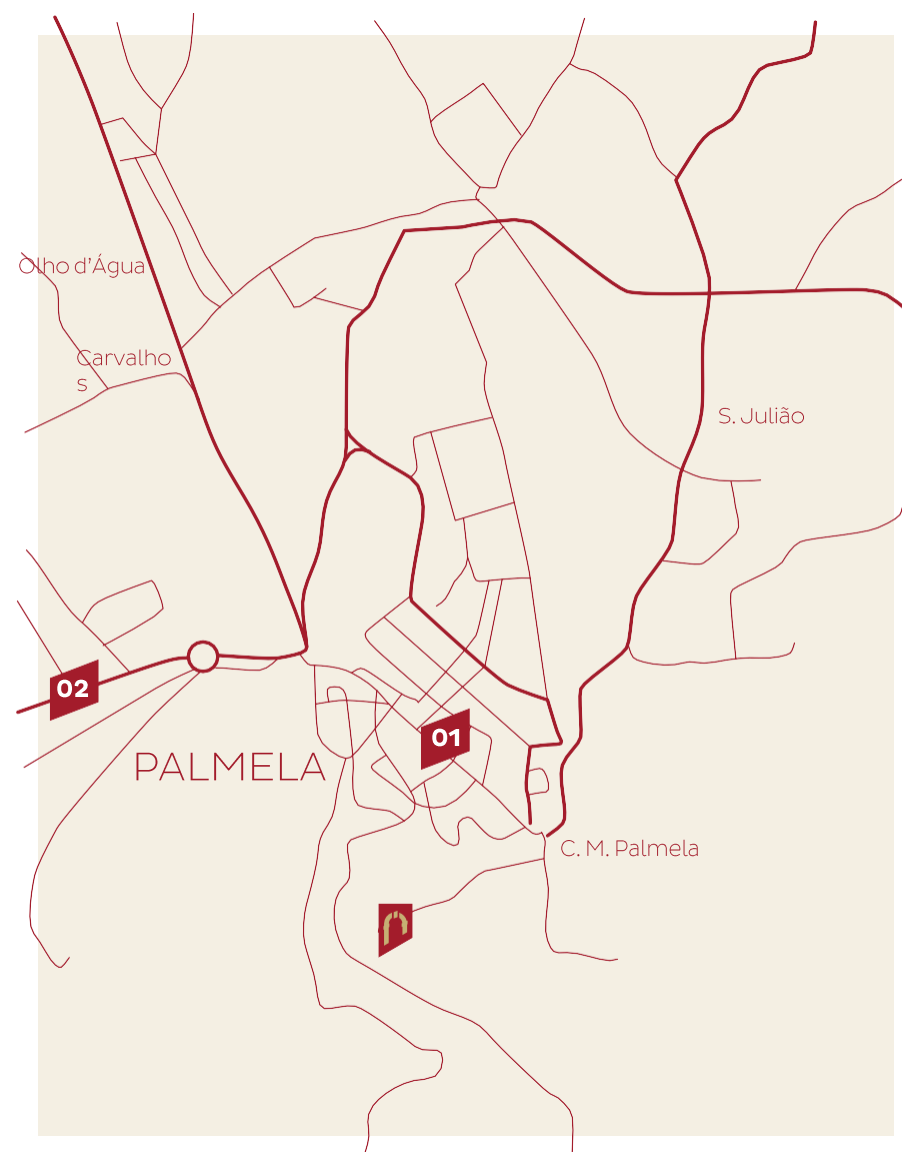 Olho d'Água
Carvalho
s
S. Julião
02
01
PALMELA
C. M. Palmela